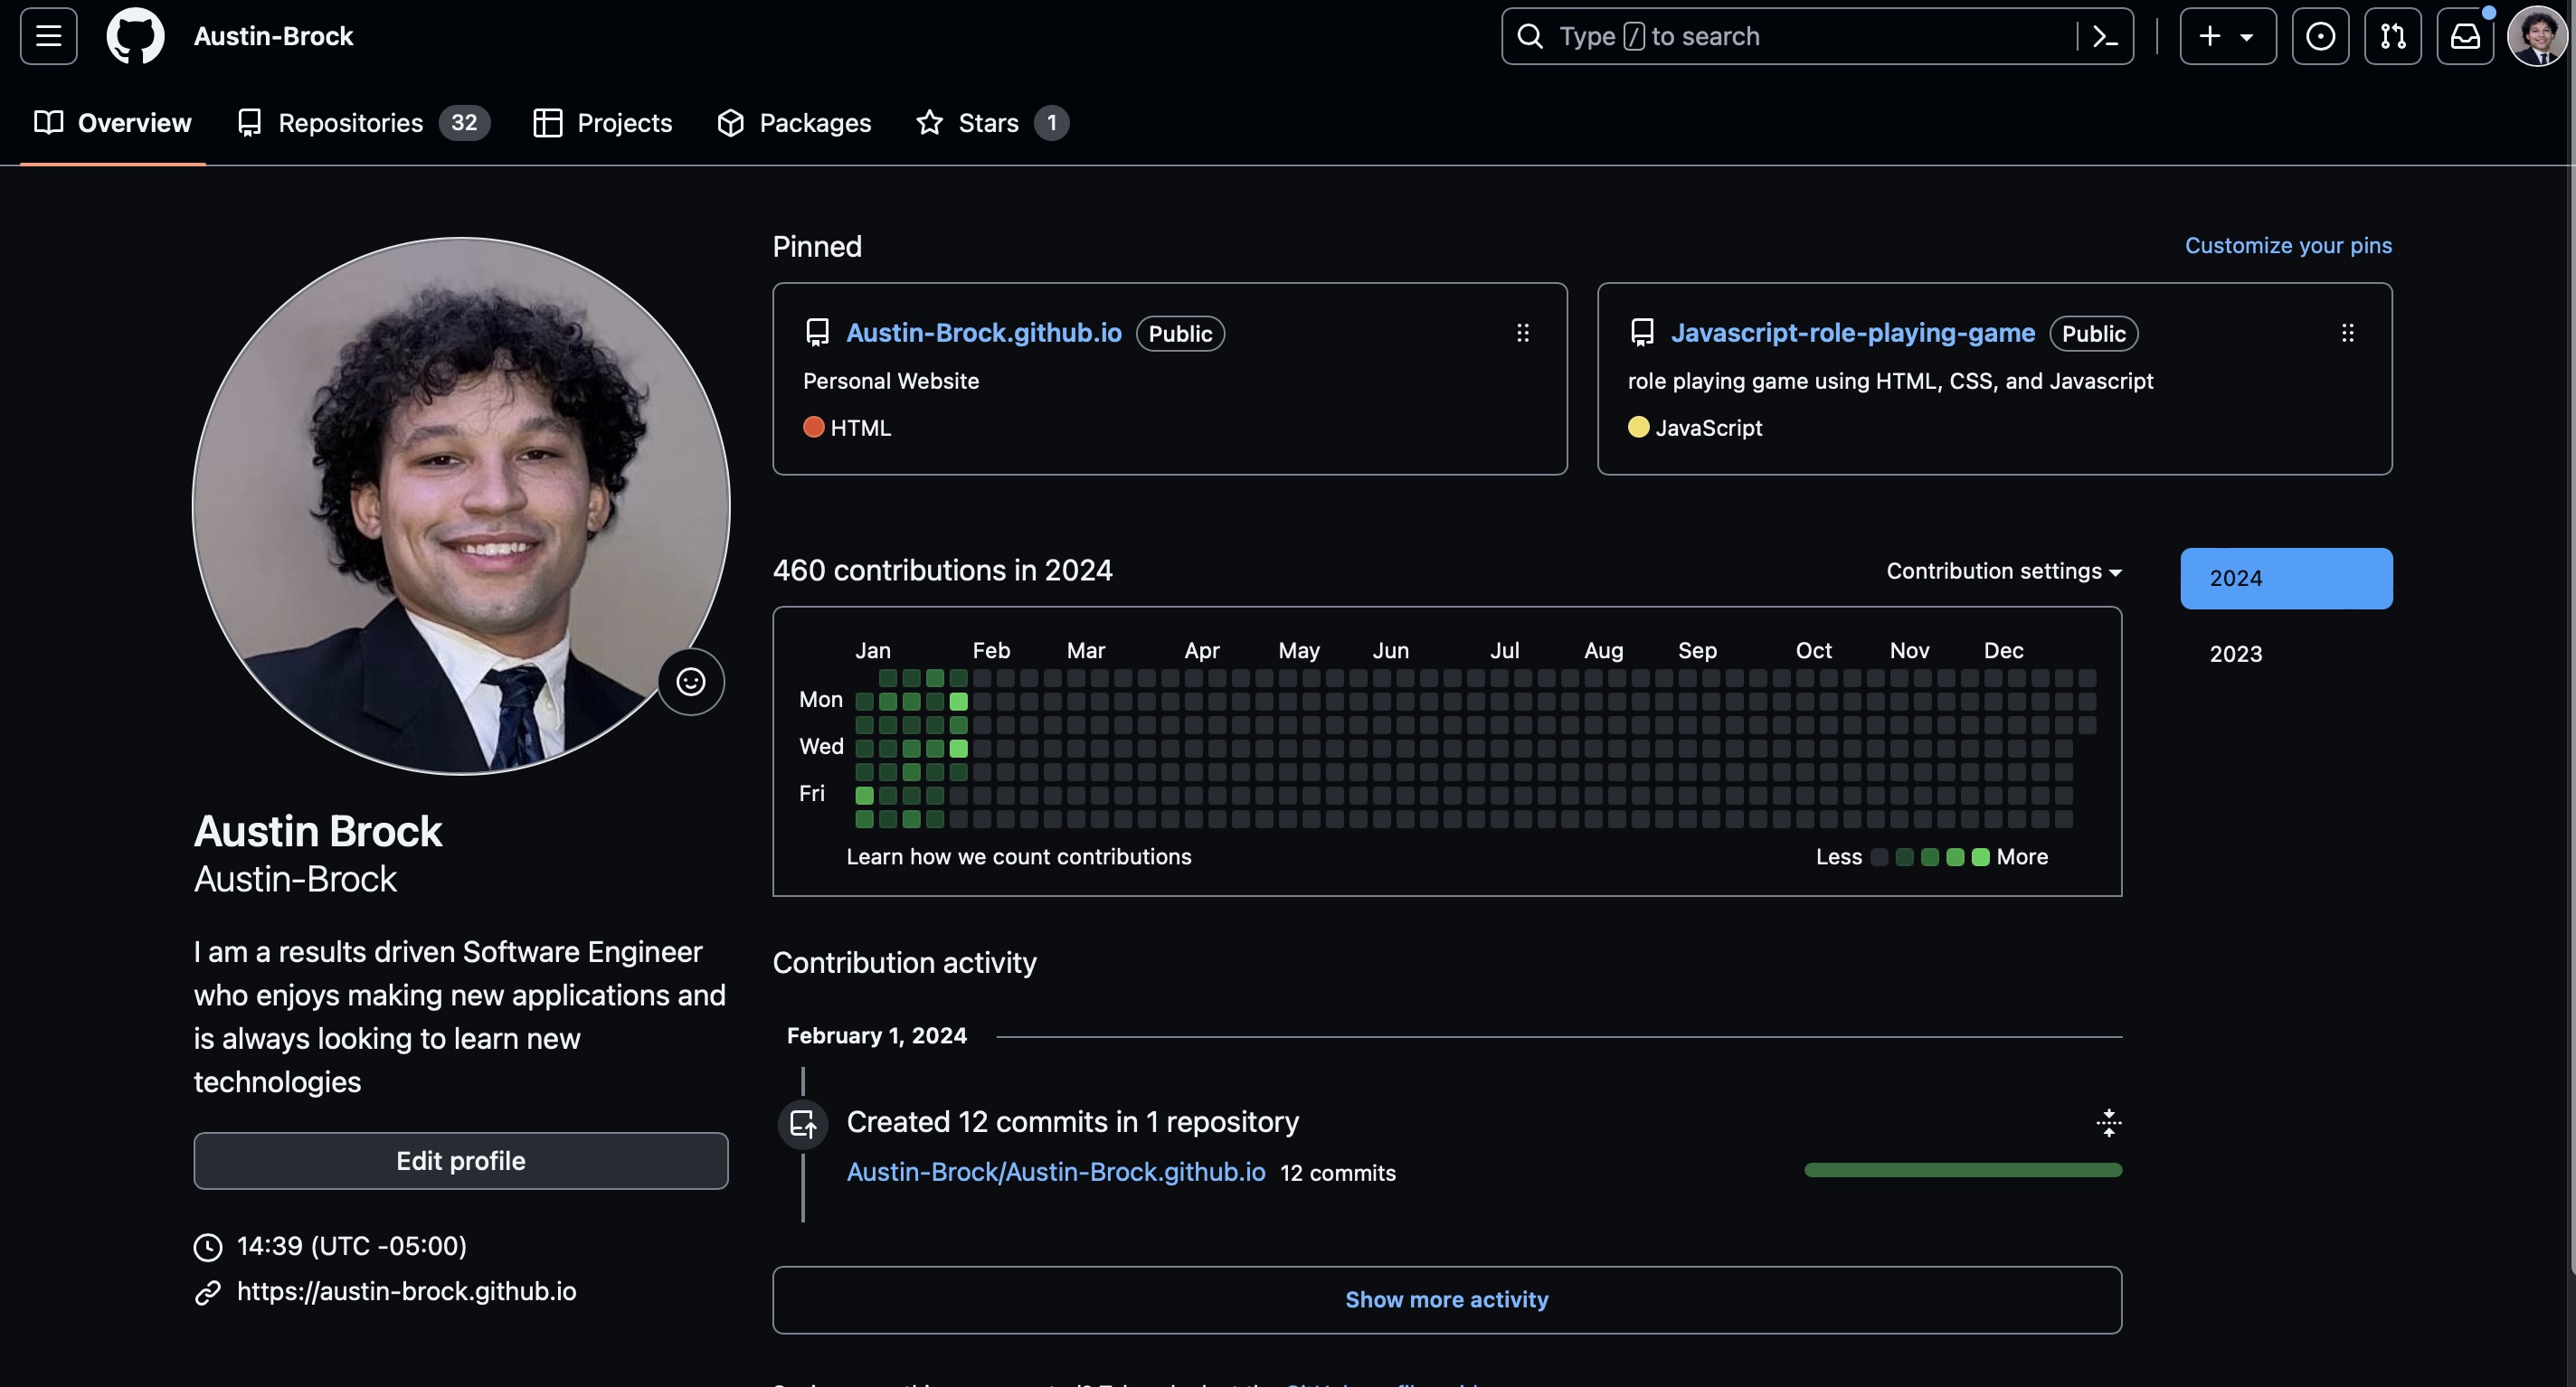 Austin-Brock
Type / to search
Overview
Repositories 32
Projects
Packages
Stars 1
Pinned
Customize your pins
Austin-Brock.github.io Public
Personal Website
HTML
Javascript-role-playing-game Public
role playing game using HTML, CSS, and Javascript
JavaScript
460 contributions in 2024
Contribution settings
2024
2023
Jan Feb Mar Apr May Jun Jul Aug Sep Oct Nov Dec
Mon
Wed
Fri
Learn how we count contributions
Less More
Austin Brock
Austin-Brock
I am a results driven Software Engineer
who enjoys making new applications and
is always looking to learn new
technologies
Edit profile
14:39 (UTC -05:00)
https://austin-brock.github.io
Contribution activity
February 1, 2024
Created 12 commits in 1 repository
Austin-Brock/Austin-Brock.github.io 12 commits
Show more activity